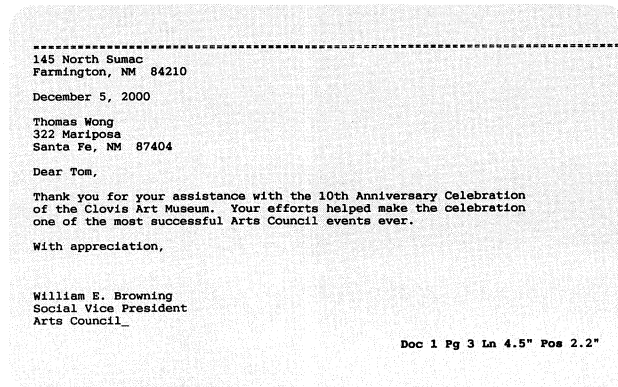 145 North Sumac
Farmington, NM  84210
December 5, 2000
Thomas Wong
322 Mariposa
Santa Fe, NM  87404
Dear Tom,
Thank you for your assistance with the 10th Anniversary Celebration
of the Clovis Art Museum.  Your efforts helped make the celebration
one of the most successful Arts Council events ever.
With appreciation,
William E. Browning
Social Vice President
Arts Council_
Doc 1 Pg 3 Ln 4.5" Pos 2.2"